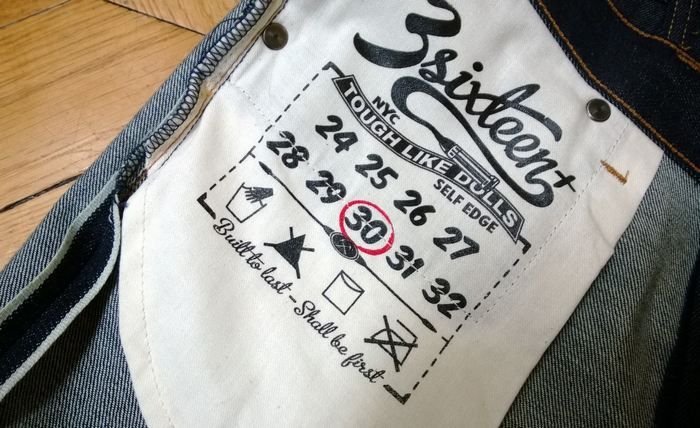 3sixteen+
NYC
TOUGH LIKE DULLS
SELF EDGE
24 25 26 27
28 29 30 31 32
Built to last - Shall be first